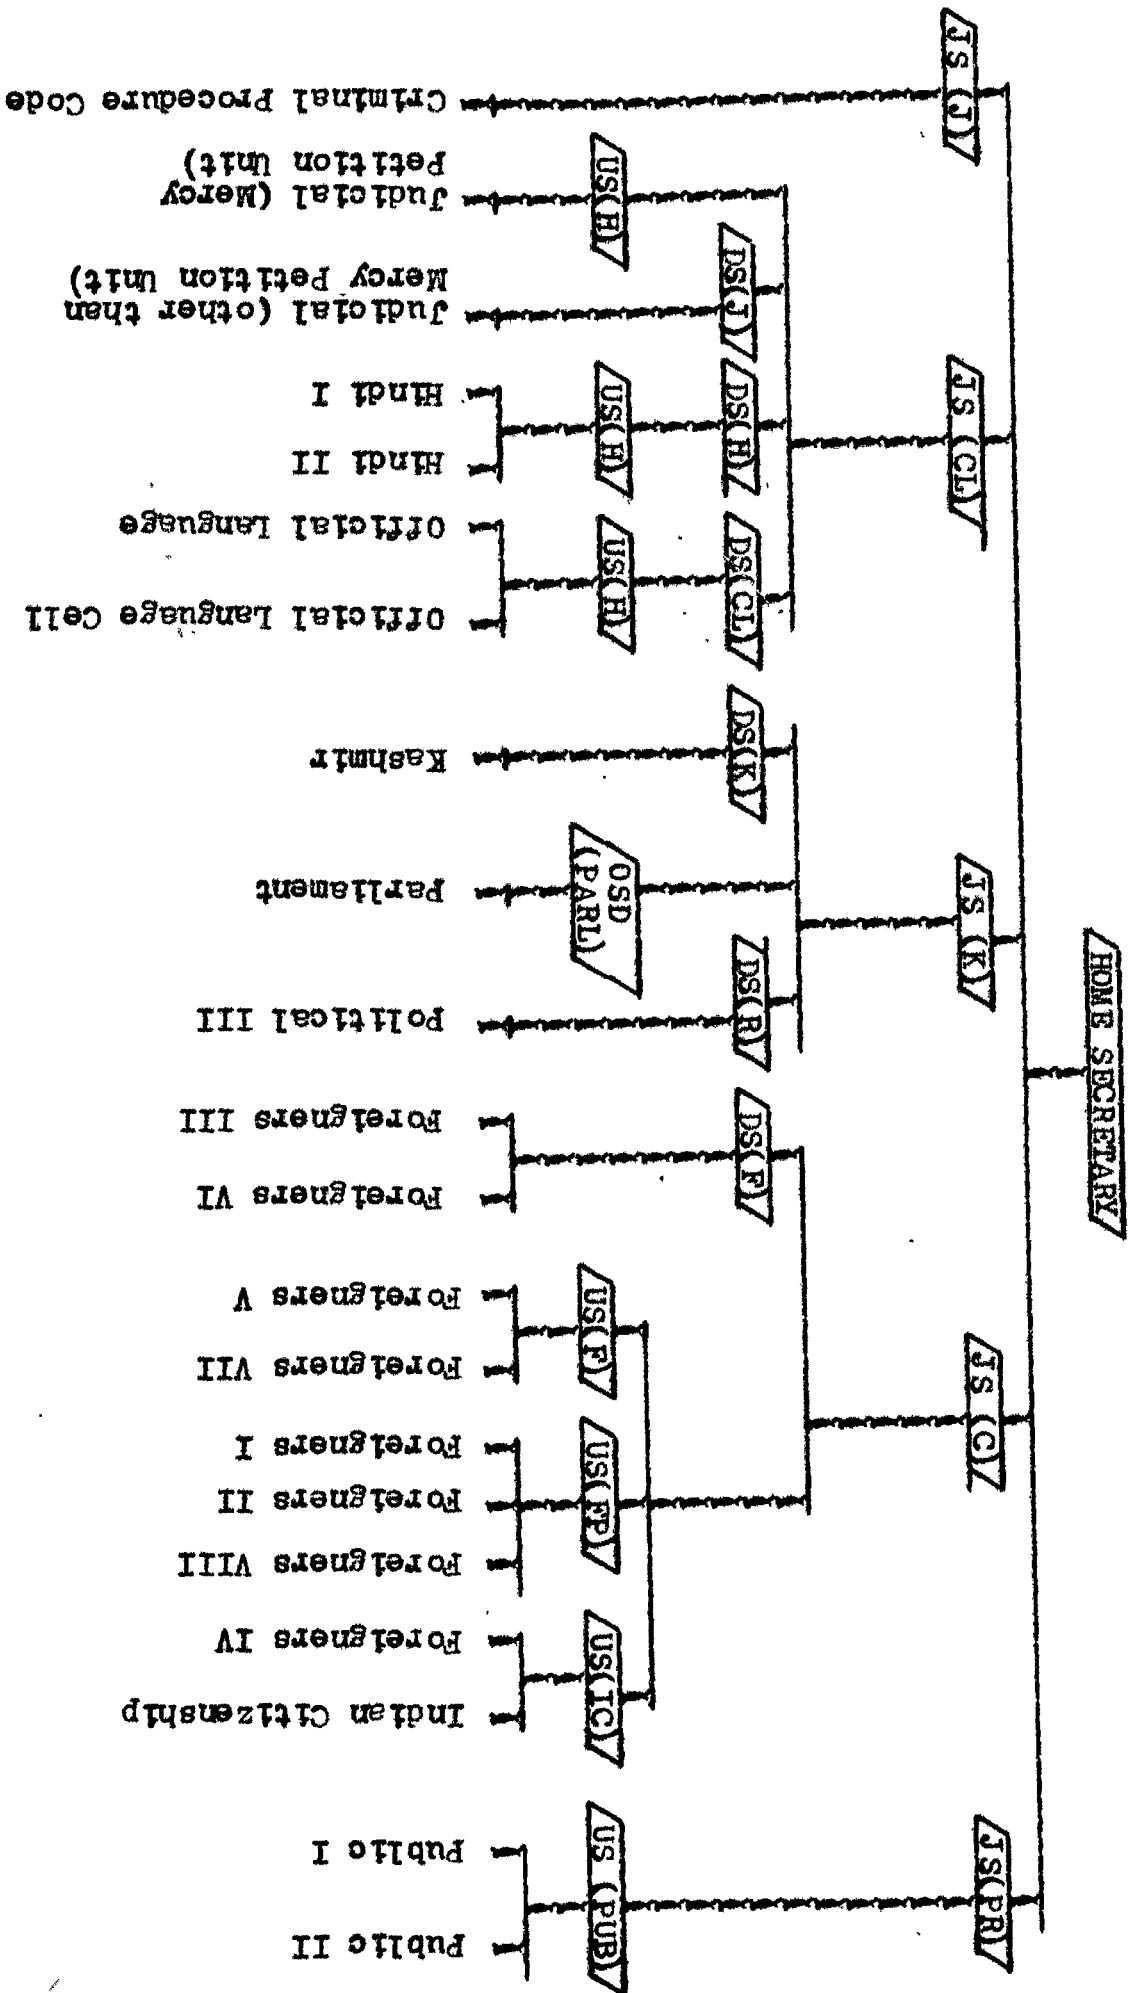 HOME SECRETARY
JS (J)
JS (CL)
JS (K)
JS (C)
JS(PR)
DS(J)
DS(H)
DS(CL)
DS(K)
DS(R)
DS(F)
US(H)
US(H)
US(H)
OSD
(PARL)
US(F)
US(FP)
US(IC)
US (PUB)
Criminal Procedure Code
Judicial (Mercy
Petition Unit)
Judicial (other than
Mercy Petition Unit)
Hindi I
Hindi II
Official Language
Official Language Cell
Kashmir
Parliament
Political III
Foreigners III
Foreigners VI
Foreigners V
Foreigners VII
Foreigners I
Foreigners II
Foreigners VIII
Foreigners IV
Indian Citizenship
Public I
Public II